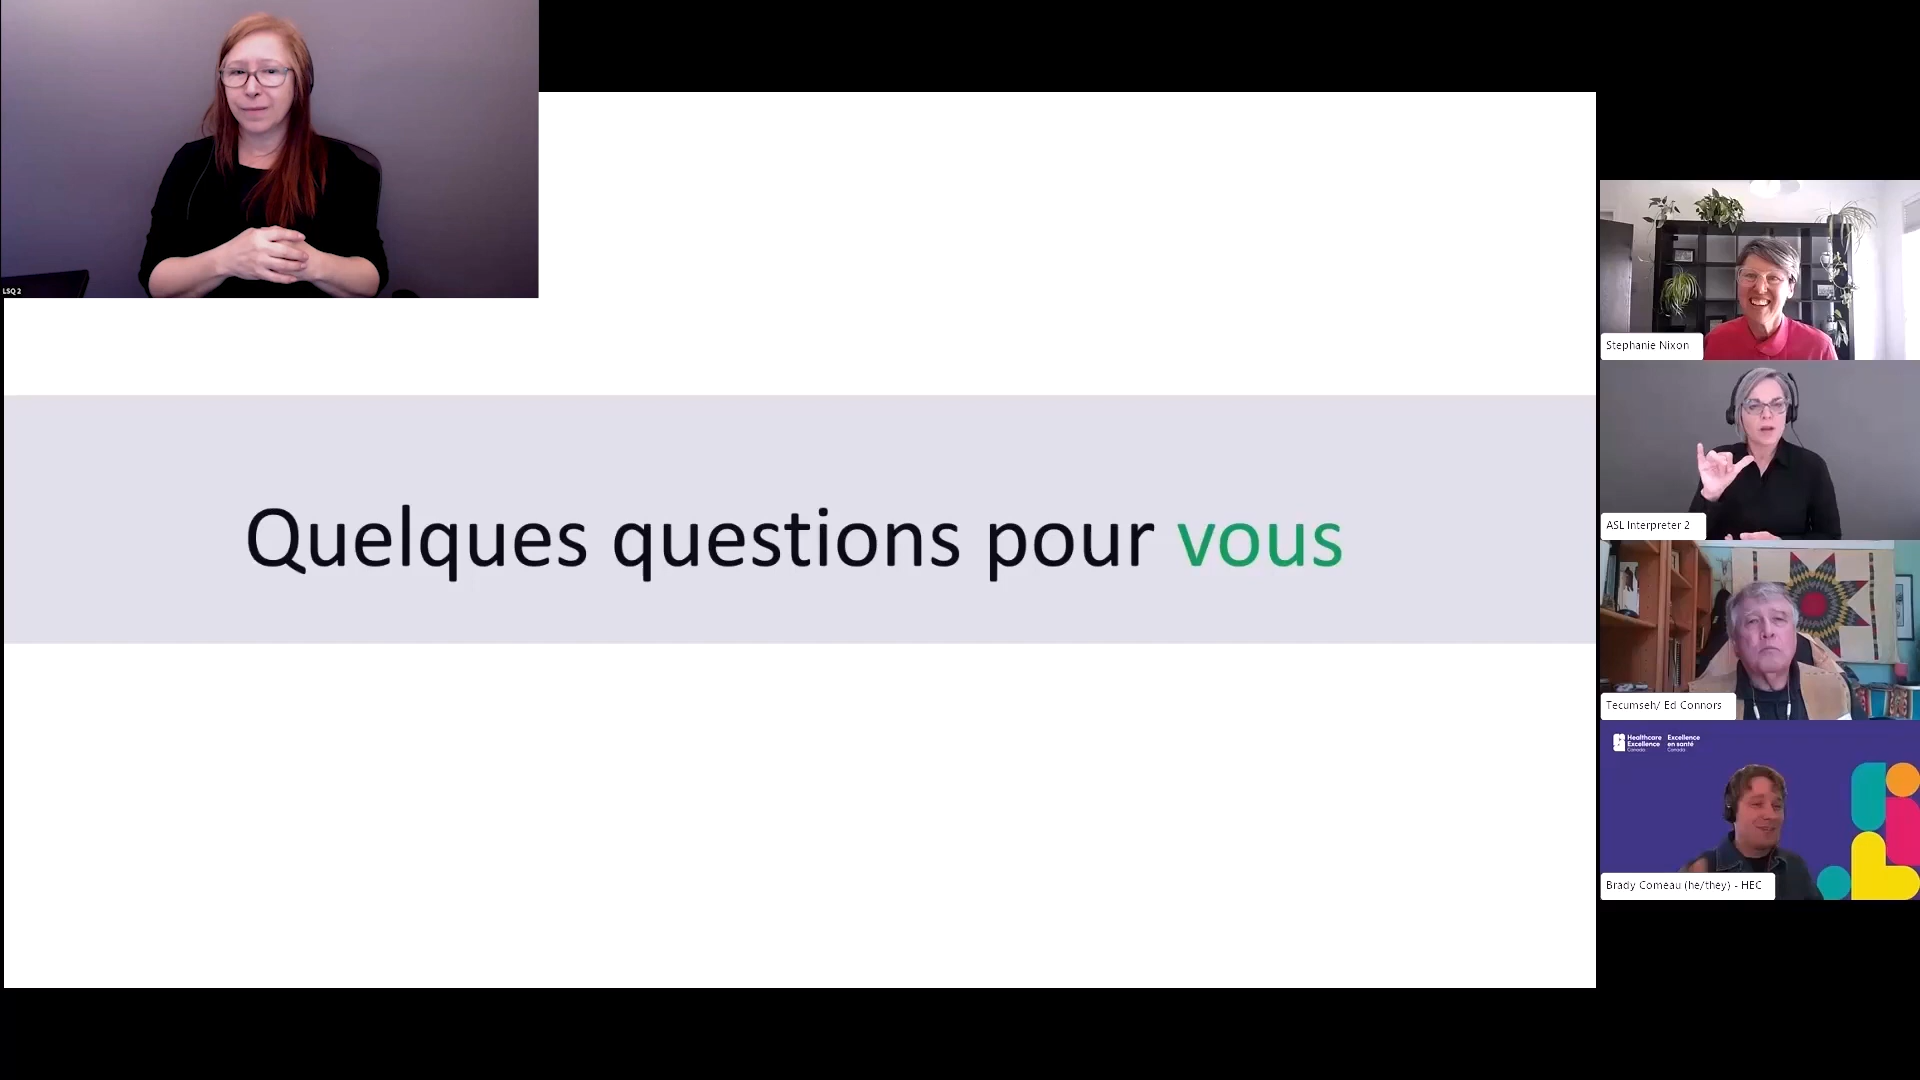 LSQ 2
Quelques questions pour vous
Stephanie Nixon
ASL Interpreter 2
Tecumseh/ Ed Connors
Healthcare
Excellence
Canada
Excellence
en santé
Canada
Brady Comeau (he/they) - HEC